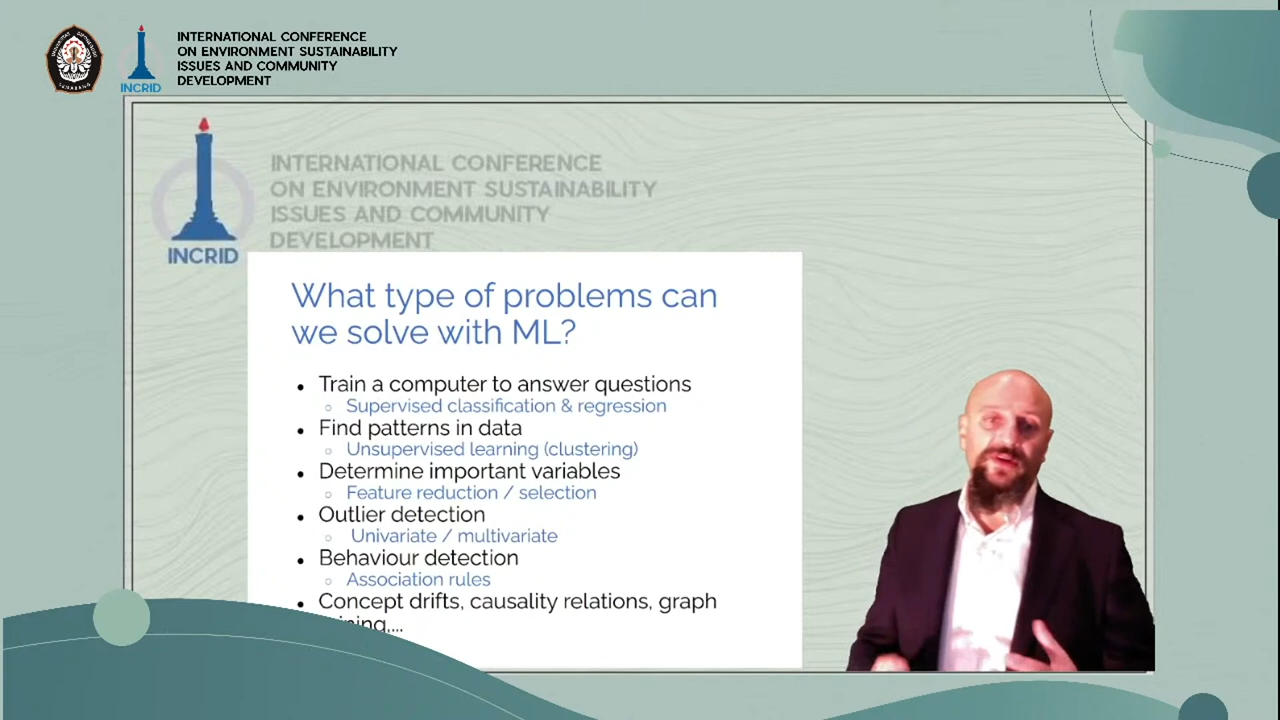 INTERNATIONAL CONFERENCE
ON ENVIRONMENT SUSTAINABILITY
ISSUES AND COMMUNITY
DEVELOPMENT
INCRID
INTERNATIONAL CONFERENCE
ON ENVIRONMENT SUSTAINABILITY
ISSUES AND COMMUNITY
DEVELOPMENT
INCRID
What type of problems can
we solve with ML?
• Train a computer to answer questions
○ Supervised classification & regression
• Find patterns in data
○ Unsupervised learning (clustering)
• Determine important variables
○ Feature reduction / selection
• Outlier detection
○ Univariate / multivariate
• Behaviour detection
○ Association rules
• Concept drifts, causality relations, graph